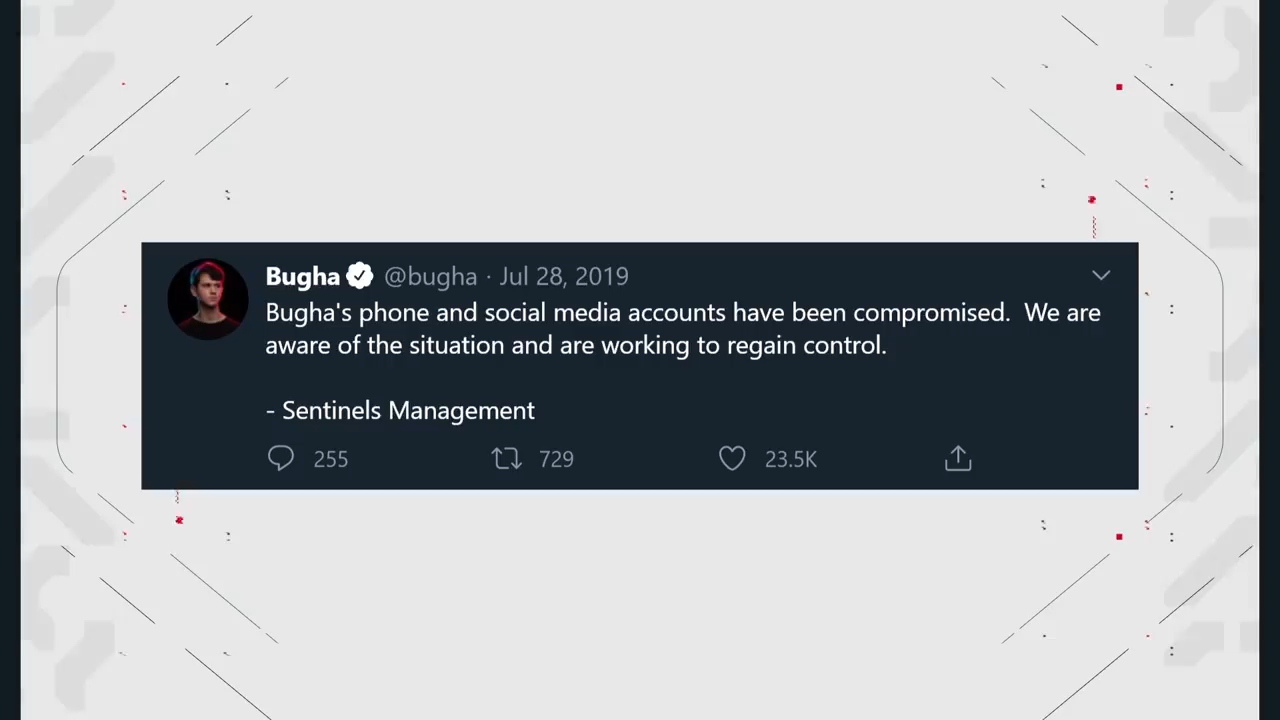 Bugha @bugha · Jul 28, 2019
Bugha's phone and social media accounts have been compromised.  We are
aware of the situation and are working to regain control.
- Sentinels Management
255 729 23.5K